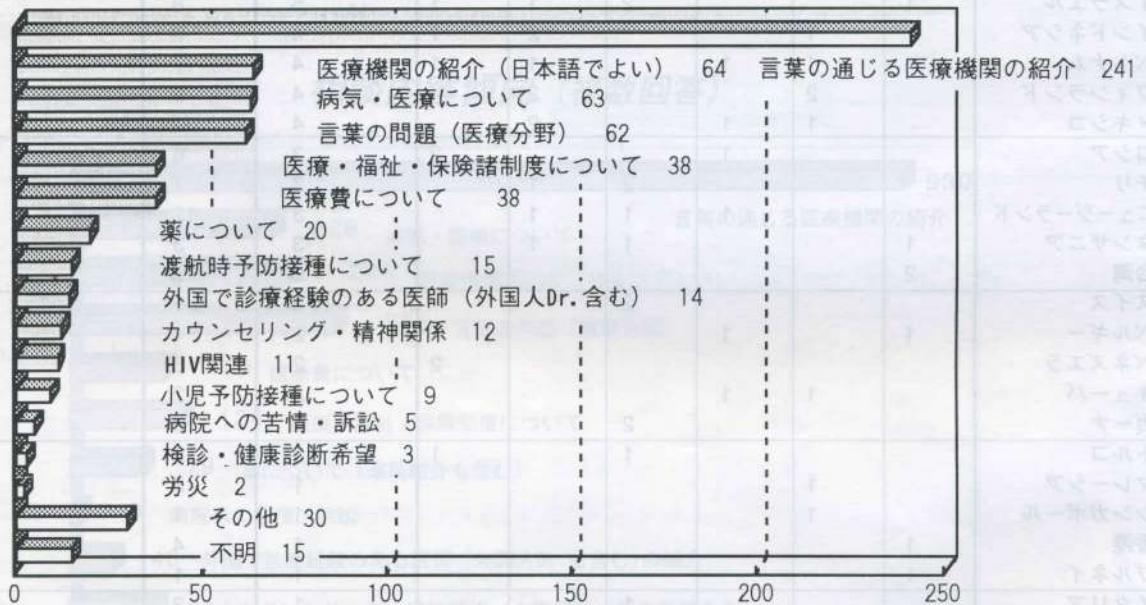 言葉の通じる医療機関の紹介 241
医療機関の紹介（日本語でよい） 64
病気・医療について 63
言葉の問題（医療分野） 62
医療・福祉・保険諸制度について 38
医療費について 38
薬について 20
渡航時予防接種について 15
外国で診療経験のある医師（外国人Dr.含む） 14
カウンセリング・精神関係 12
HIV関連 11
小児予防接種について 9
病院への苦情・訴訟 5
検診・健康診断希望 3
労災 2
その他 30
不明 15
0 50 100 150 200 250